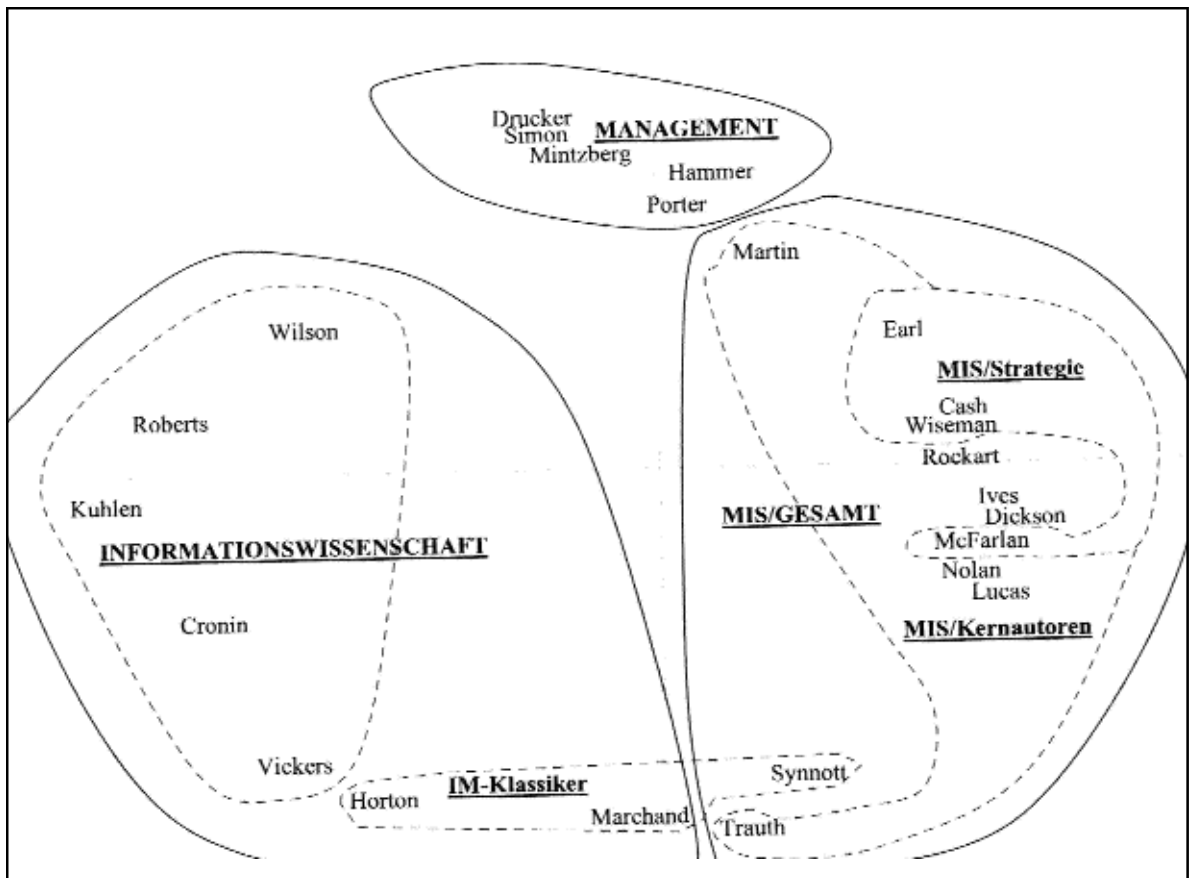 Drucker
Simon
MANAGEMENT
Mintzberg
Hammer
Porter
Martin
Wilson
Earl
MIS/Strategic
Cash
Roberts
Wiseman
Rockart
Kuhlen
Ives
MIS/GESAMT
Dickson
INFORMATIONSWISSENSCHAFT
McFarlan
Nolan
Lucas
Cronin
MIS/Kernautoren
Vickers
Synnott
IM-Klassiker
Horton
Marchand
Trauth